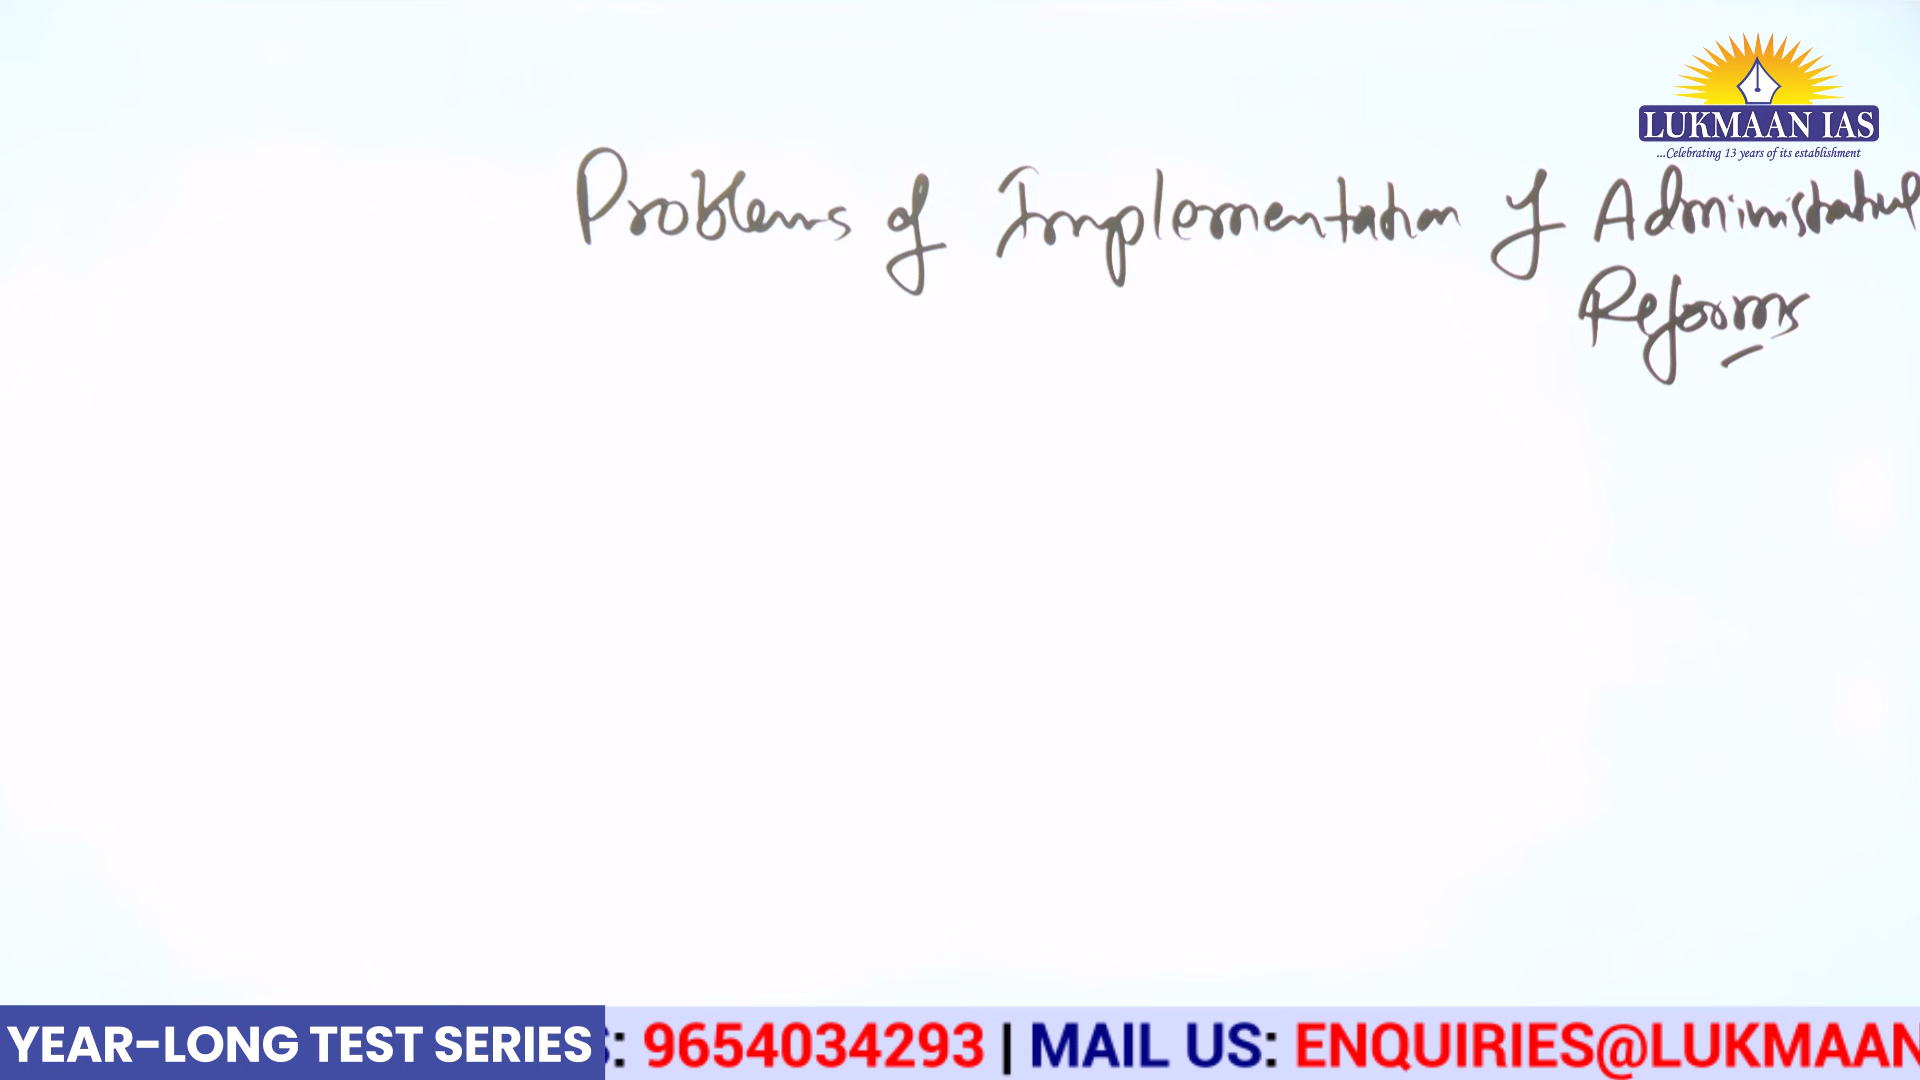 LUKMAAN IAS
...Celebrating 13 years of its establishment
Problems of Implementation of Administrative
Reforms
YEAR-LONG TEST SERIES
: 9654034293 | MAIL US: ENQUIRIES@LUKMAAN